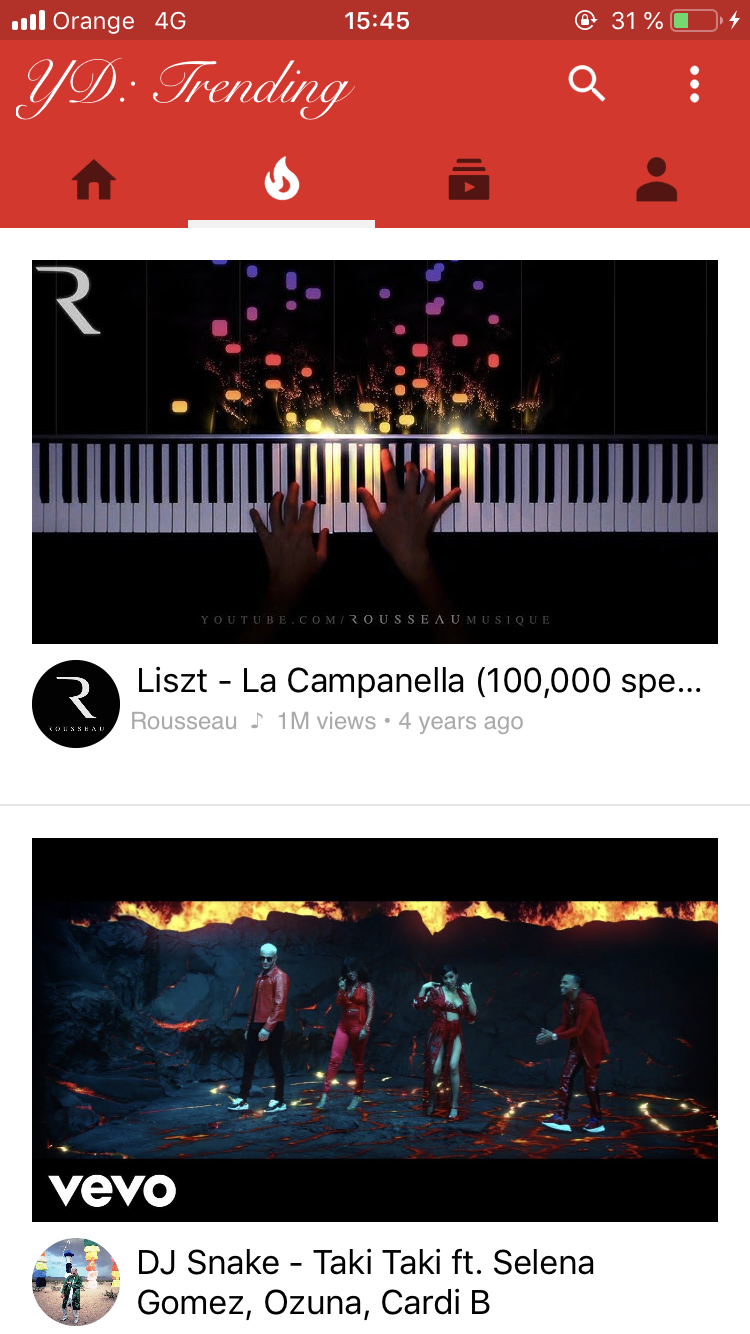 Orange 4G 15:45 31 %
YD: Trending
R
YOUTUBE.COM/ROUSSEAUMUSIQUE
R
ROUSSEAU
Liszt - La Campanella (100,000 spe...
Rousseau ♪ 1M views • 4 years ago
vevo
DJ Snake - Taki Taki ft. Selena
Gomez, Ozuna, Cardi B